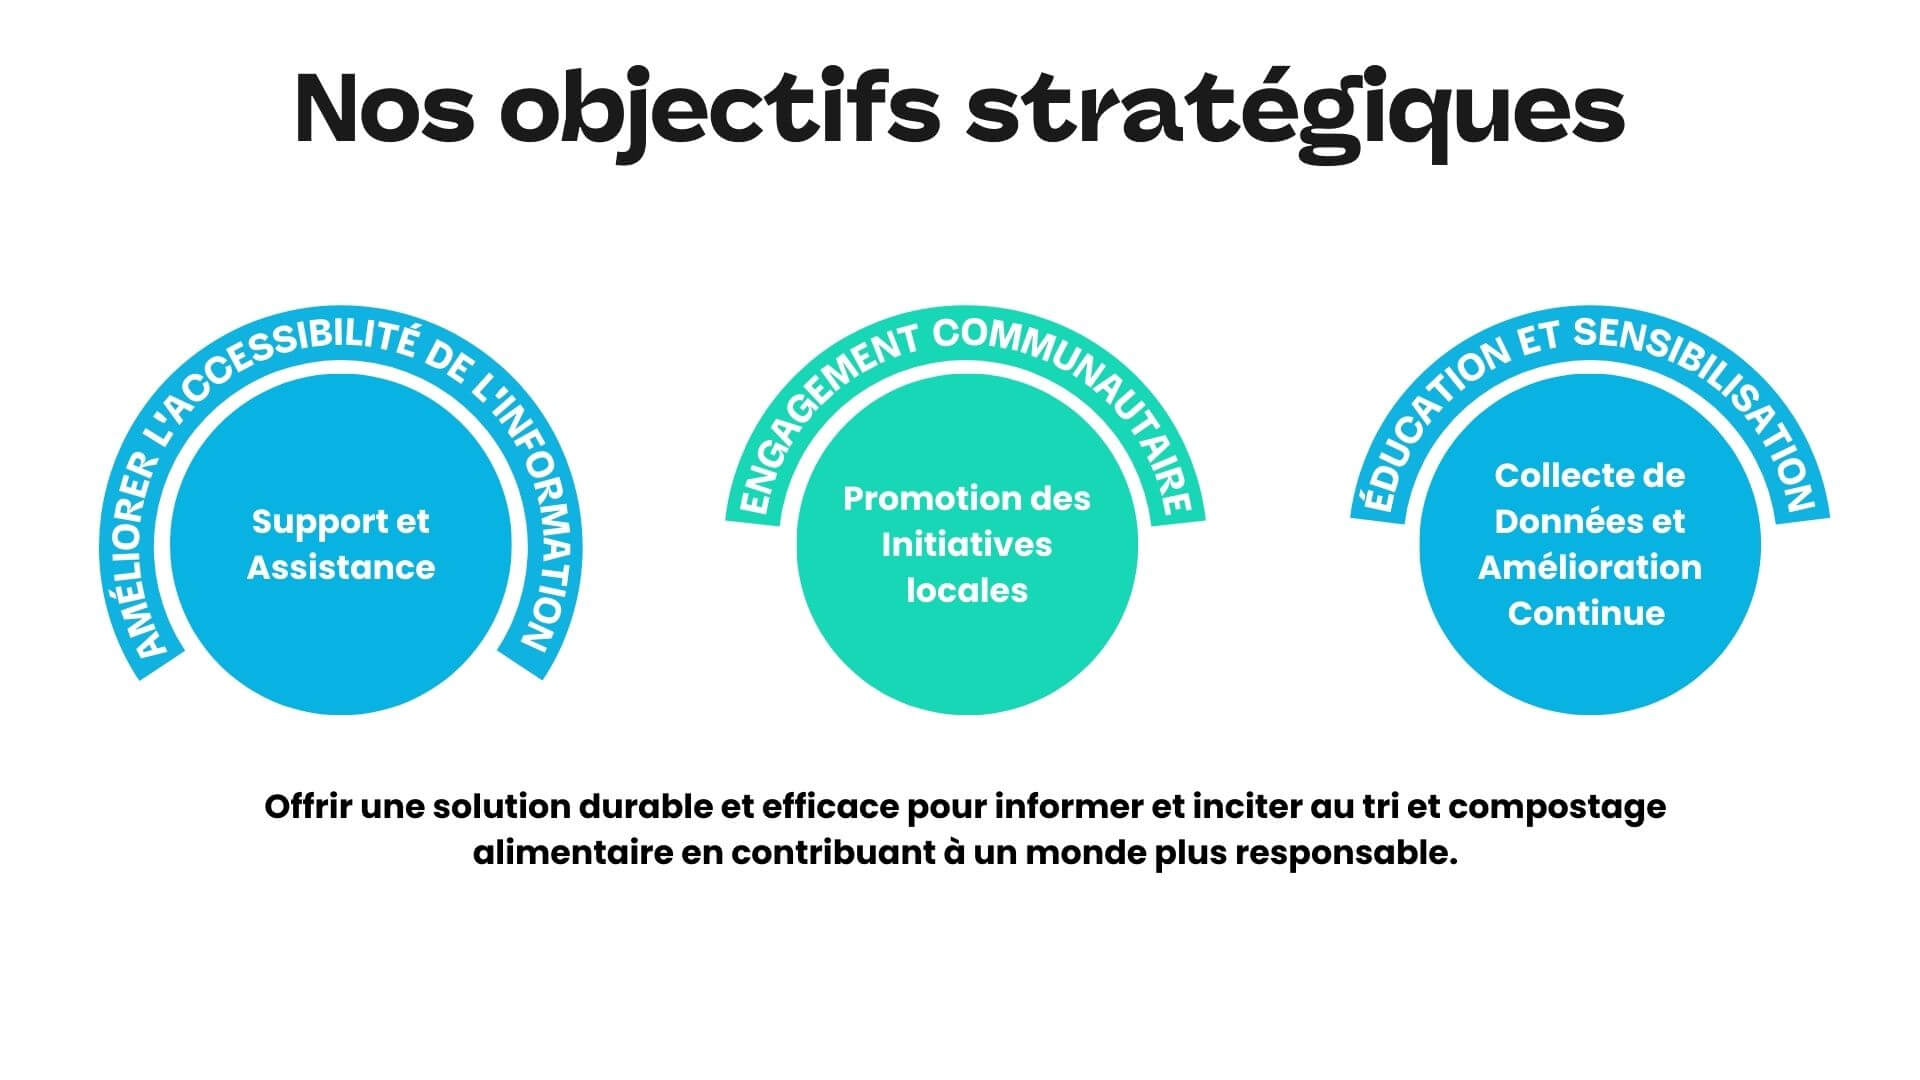 Nos objectifs stratégiques
AMÉLIORER L'ACCESSIBILITÉ DE L'INFORMATION
Support et
Assistance
ENGAGEMENT COMMUNAUTAIRE
Promotion des
Initiatives
locales
ÉDUCATION ET SENSIBILISATION
Collecte de
Données et
Amélioration
Continue
Offrir une solution durable et efficace pour informer et inciter au tri et compostage
alimentaire en contribuant à un monde plus responsable.